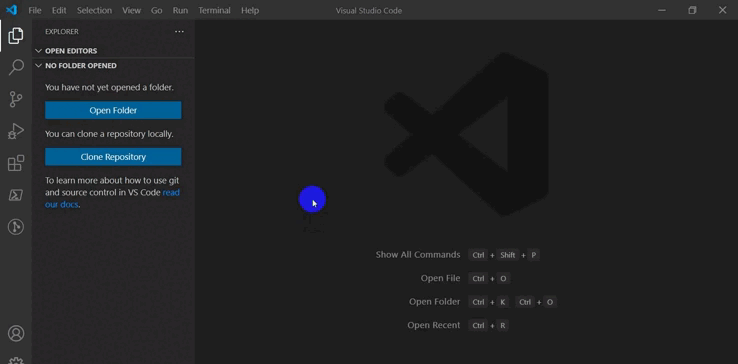 File Edit Selection View Go Run Terminal Help
Visual Studio Code
EXPLORER
OPEN EDITORS
NO FOLDER OPENED
You have not yet opened a folder.
Open Folder
You can clone a repository locally.
Clone Repository
To learn more about how to use git
and source control in VS Code read
our docs.
Show All Commands Ctrl + Shift + P
Open File Ctrl + O
Open Folder Ctrl + K Ctrl + O
Open Recent Ctrl + R